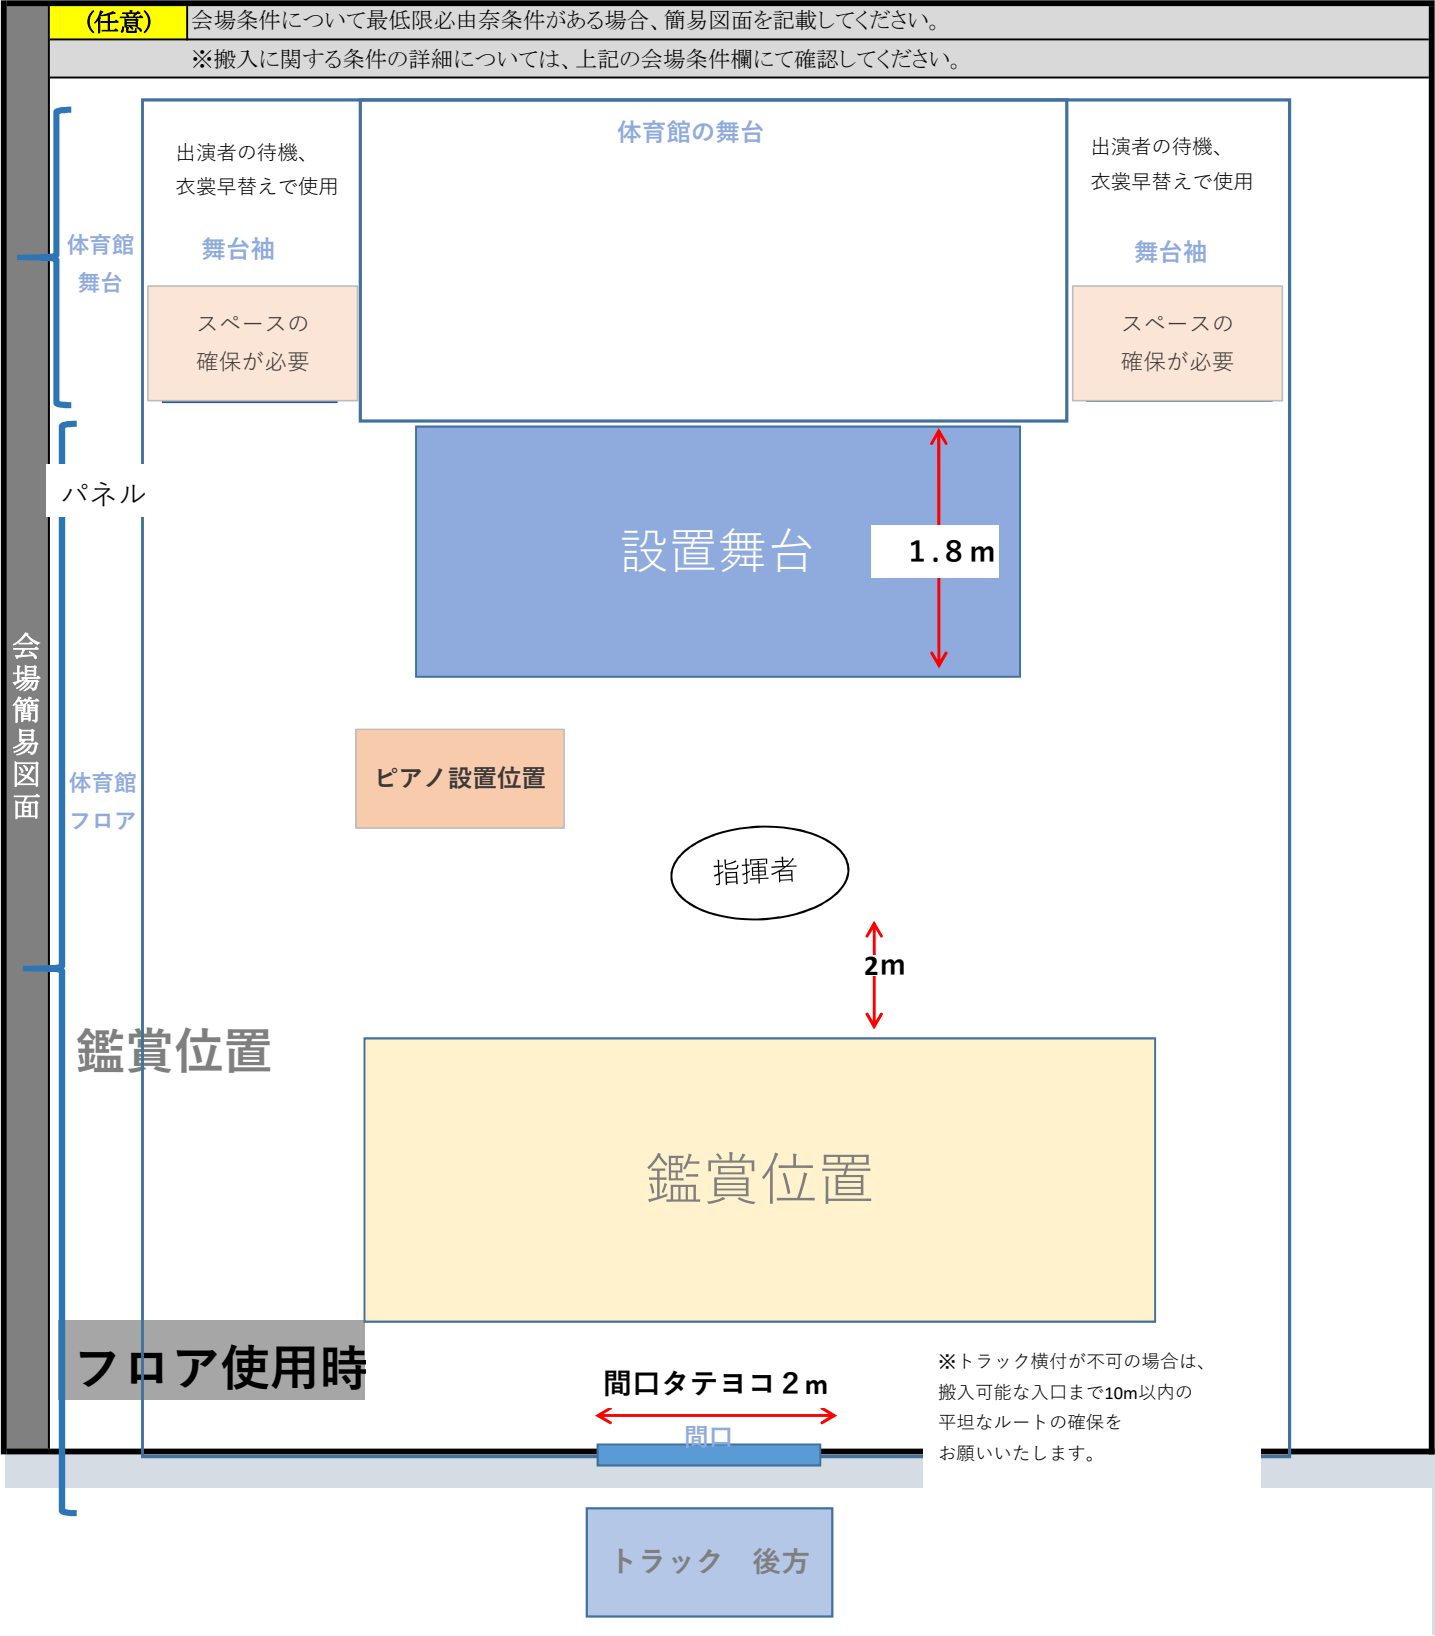 (任意)
会場条件について最低限必由奈条件がある場合、簡易図面を記載してください。
※搬入に関する条件の詳細については、上記の会場条件欄にて確認してください。
会場簡易図面
体育館の舞台
出演者の待機、
衣裳早替えで使用
出演者の待機、
衣裳早替えで使用
体育館
舞台
舞台袖
舞台袖
スペースの
確保が必要
スペースの
確保が必要
パネル
設置舞台
1.8ｍ
ピアノ設置位置
体育館
フロア
指揮者
2ｍ
鑑賞位置
鑑賞位置
フロア使用時
間口タテヨコ２ｍ
間口
※トラック横付が不可の場合は、
搬入可能な入口まで10m以内の
平坦なルートの確保を
お願いいたします。
トラック　後方